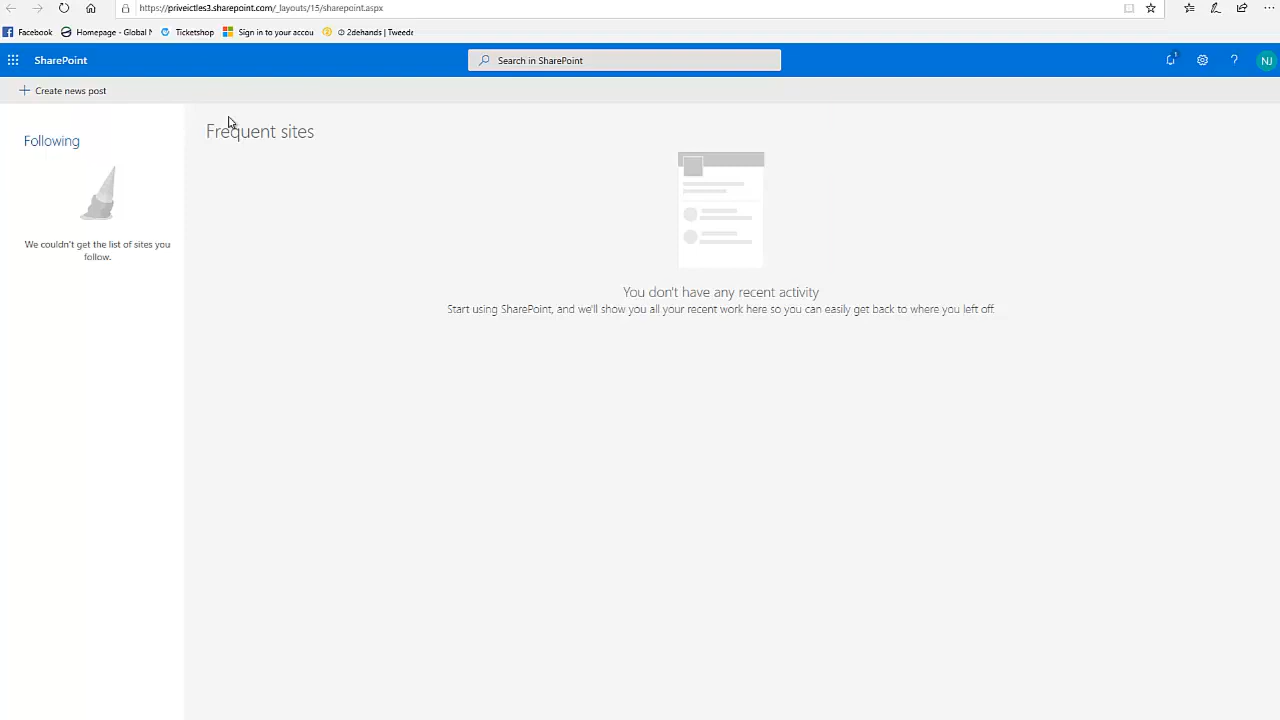 https://priveictles3.sharepoint.com/_layouts/15/sharepoint.aspx
Facebook Homepage - Global N Ticketshop Sign in to your accou 2dehands | Tweede
SharePoint
Search in SharePoint
1
NJ
Create news post
Following
We couldn't get the list of sites you
follow.
Frequent sites
You don't have any recent activity
Start using SharePoint, and we'll show you all your recent work here so you can easily get back to where you left off.